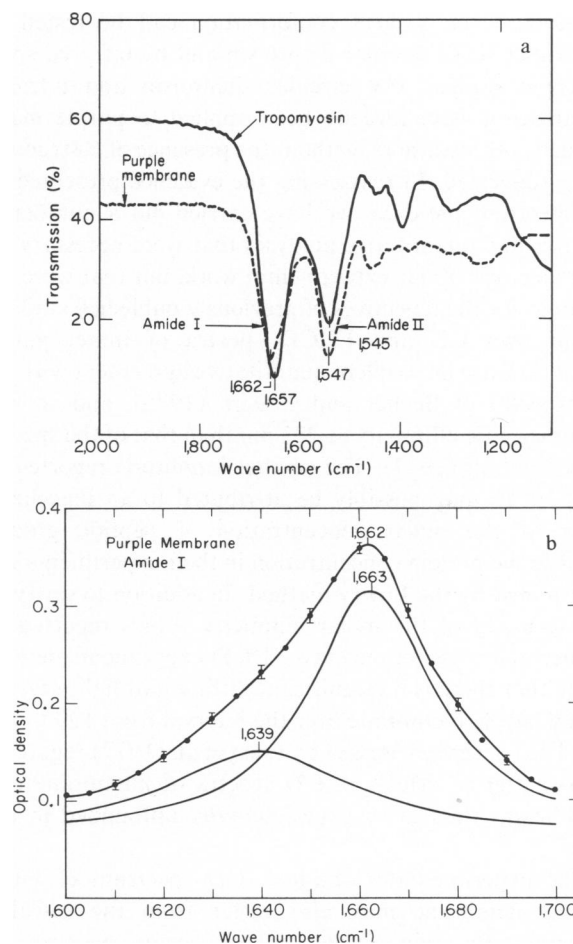 a
80
60
40
20
Transmission (%)
Tropomyosin
Purple
membrane
Amide I
Amide II
1,545
1,547
1,662
1,657
2,000 1,800 1,600 1,400 1,200
Wave number (cm⁻¹)
b
0.4
0.3
0.2
0.1
Optical density
Purple Membrane
Amide I
1,662
1,663
1,639
1,600 1,620 1,640 1,660 1,680 1,700
Wave number (cm⁻¹)